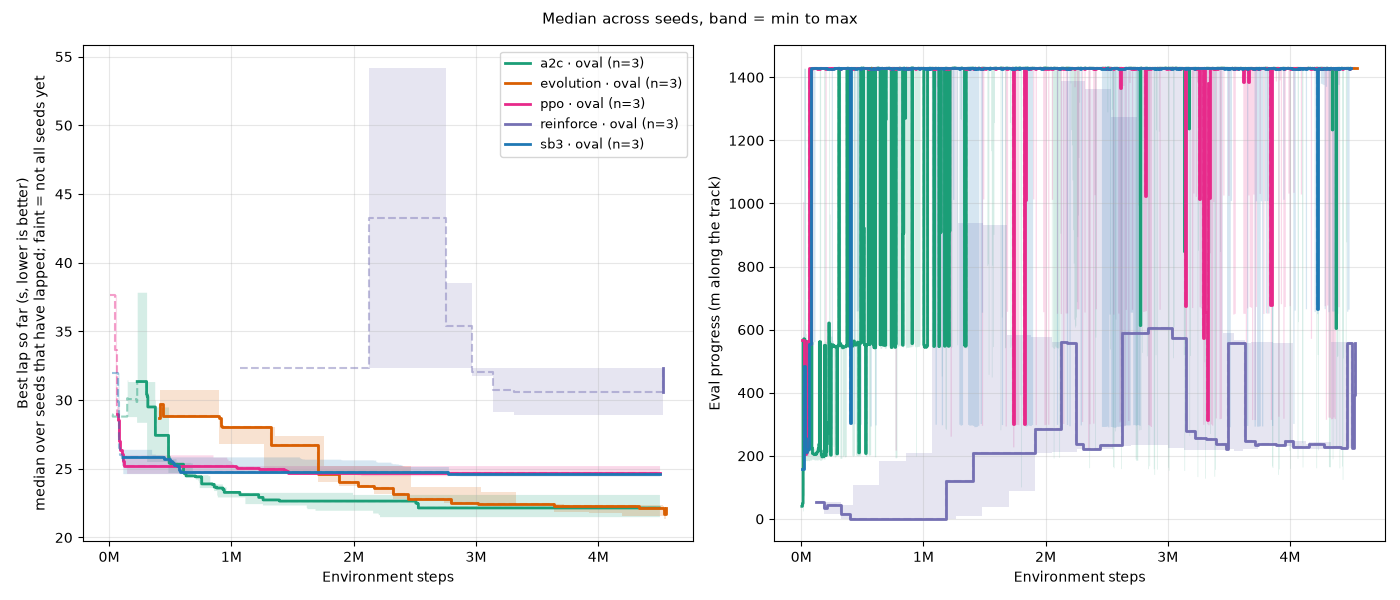 Median across seeds, band = min to max
Best lap so far (s, lower is better)
median over seeds that have lapped; faint = not all seeds yet
55
50
45
40
35
30
25
20
a2c · oval (n=3)
evolution · oval (n=3)
ppo · oval (n=3)
reinforce · oval (n=3)
sb3 · oval (n=3)
0M
1M
2M
3M
4M
Environment steps
Eval progress (m along the track)
1400
1200
1000
800
600
400
200
0
0M
1M
2M
3M
4M
Environment steps